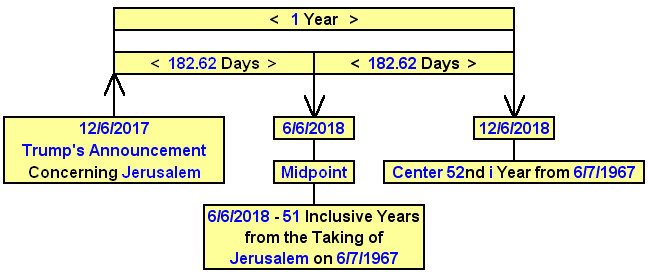 < 1 Year >
< 182.62 Days > < 182.62 Days >
12/6/2017
Trump's Announcement
Concerning Jerusalem
6/6/2018
Midpoint
6/6/2018 - 51 Inclusive Years
from the Taking of
Jerusalem on 6/7/1967
12/6/2018
Center 52nd i Year from 6/7/1967